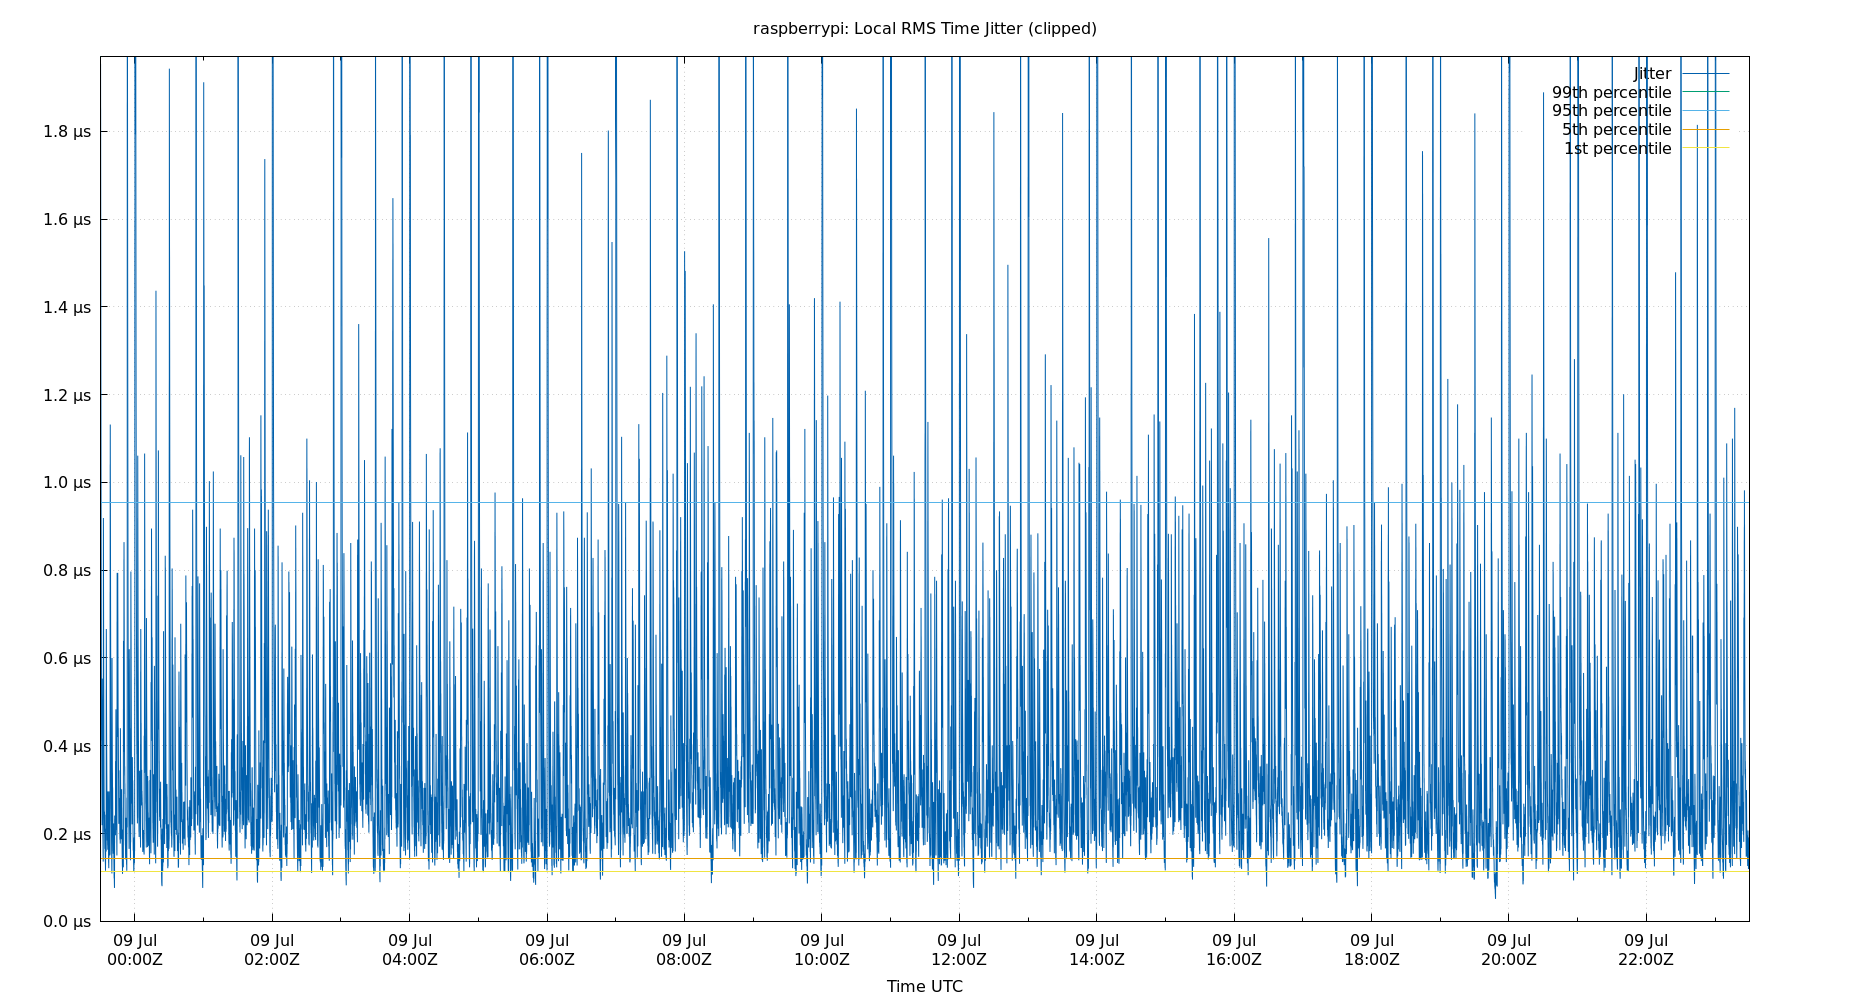 raspberrypi: Local RMS Time Jitter (clipped)
Jitter
99th percentile
95th percentile
5th percentile
1st percentile
1.8 µs
1.6 µs
1.4 µs
1.2 µs
1.0 µs
0.8 µs
0.6 µs
0.4 µs
0.2 µs
0.0 µs
09 Jul 09 Jul 09 Jul 09 Jul 09 Jul 09 Jul 09 Jul 09 Jul 09 Jul 09 Jul 09 Jul 09 Jul
00:00Z 02:00Z 04:00Z 06:00Z 08:00Z 10:00Z 12:00Z 14:00Z 16:00Z 18:00Z 20:00Z 22:00Z
Time UTC